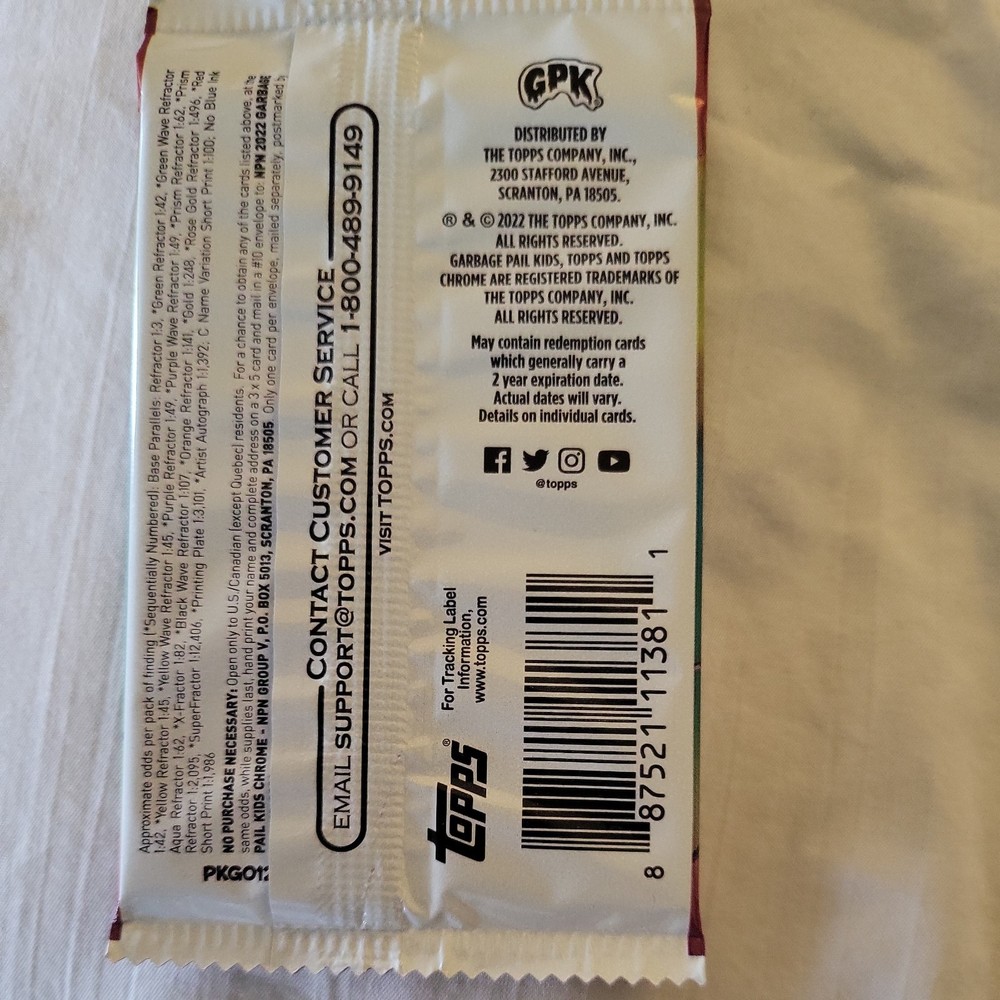 GPK
DISTRIBUTED BY
THE TOPPS COMPANY, INC.,
2300 STAFFORD AVENUE,
SCRANTON, PA 18505.
® & © 2022 THE TOPPS COMPANY, INC.
ALL RIGHTS RESERVED.
GARBAGE PAIL KIDS, TOPPS AND TOPPS
CHROME ARE REGISTERED TRADEMARKS OF
THE TOPPS COMPANY, INC.
ALL RIGHTS RESERVED.
May contain redemption cards
which generally carry a
2 year expiration date.
Actual dates will vary.
Details on individual cards.
@topps
Approximate odds per pack of finding (*Sequentially Numbered): Base Parallels: Refractor 1:3, *Green Refractor 1:42, *Green Wave Refractor
1:42, *Yellow Refractor 1:45, *Yellow Wave Refractor 1:45, *Purple Refractor 1:49, *Purple Wave Refractor 1:49, *Prism Refractor 1:62, *Prism
Aqua Refractor 1:62, *X-Fractor 1:82, *Black Wave Refractor 1:107, *Orange Refractor 1:141, *Gold 1:248, *Rose Gold Refractor 1:496, *Red
Refractor 1:2,095, *SuperFractor 1:12,406, *Printing Plate 1:3,101, *Artist Autograph 1:1,392; C Name Variation Short Print 1:100; No Blue Ink
Short Print 1:1,986
NO PURCHASE NECESSARY: Open only to U.S./Canadian (except Quebec) residents. For a chance to obtain any of the cards listed above, at the
same odds, while supplies last, hand print your name and complete address on a 3 x 5 card and mail in a #10 envelope to: NPN 2022 GARBAGE
PAIL KIDS CHROME - NPN GROUP V, P.O. BOX 5013, SCRANTON, PA 18505 Only one card per envelope, mailed separately, postmarked
PKG012
CONTACT CUSTOMER SERVICE
EMAIL SUPPORT@TOPPS.COM OR CALL 1-800-489-9149
VISIT TOPPS.COM
topps®
For Tracking Label
Information,
www.topps.com
8 87521 11381 1